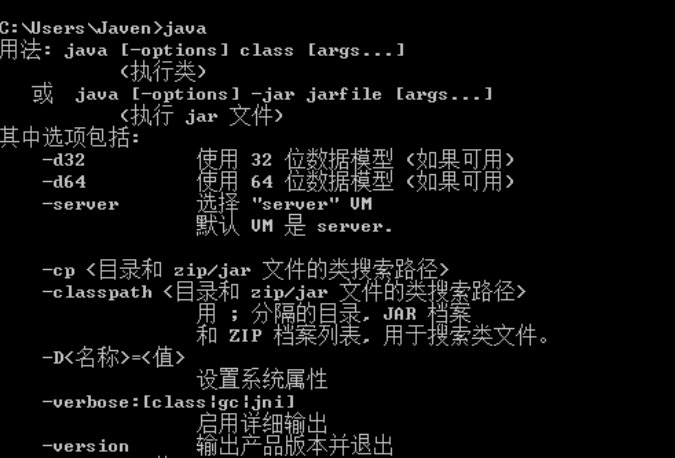 C:\Users\Javen>java
用法: java [-options] class [args...]
(执行类)
或 java [-options] -jar jarfile [args...]
(执行 jar 文件)
其中选项包括:
-d32 使用 32 位数据模型 (如果可用)
-d64 使用 64 位数据模型 (如果可用)
-server 选择 "server" VM
默认 VM 是 server.
-cp <目录和 zip/jar 文件的类搜索路径>
-classpath <目录和 zip/jar 文件的类搜索路径>
用 ; 分隔的目录, JAR 档案
和 ZIP 档案列表, 用于搜索类文件。
-D<名称>=<值>
设置系统属性
-verbose:[class|gc|jni]
启用详细输出
-version 输出产品版本并退出